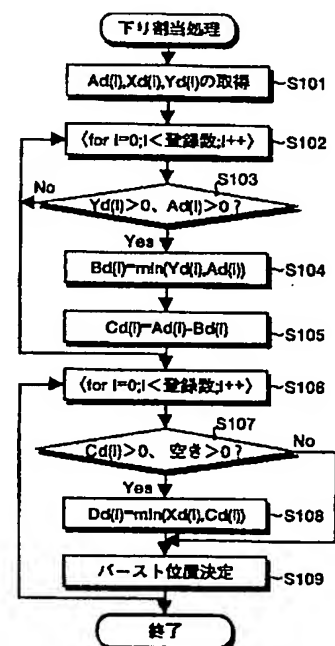 下り割当処理
Ad(i),Xd(i),Yd(i)の取得
S101
〈for i=0;i<登録数;i++〉
S102
S103
No
Yd(i)>0、Ad(i)>0?
Yes
Bd(i)=min(Yd(i),Ad(i))
S104
Cd(i)=Ad(i)-Bd(i)
S105
〈for i=0;i<登録数;i++〉
S106
S107
No
Cd(i)>0、空き>0?
Yes
Dd(i)=min(Xd(i),Cd(i))
S108
バースト位置決定
S109
終了